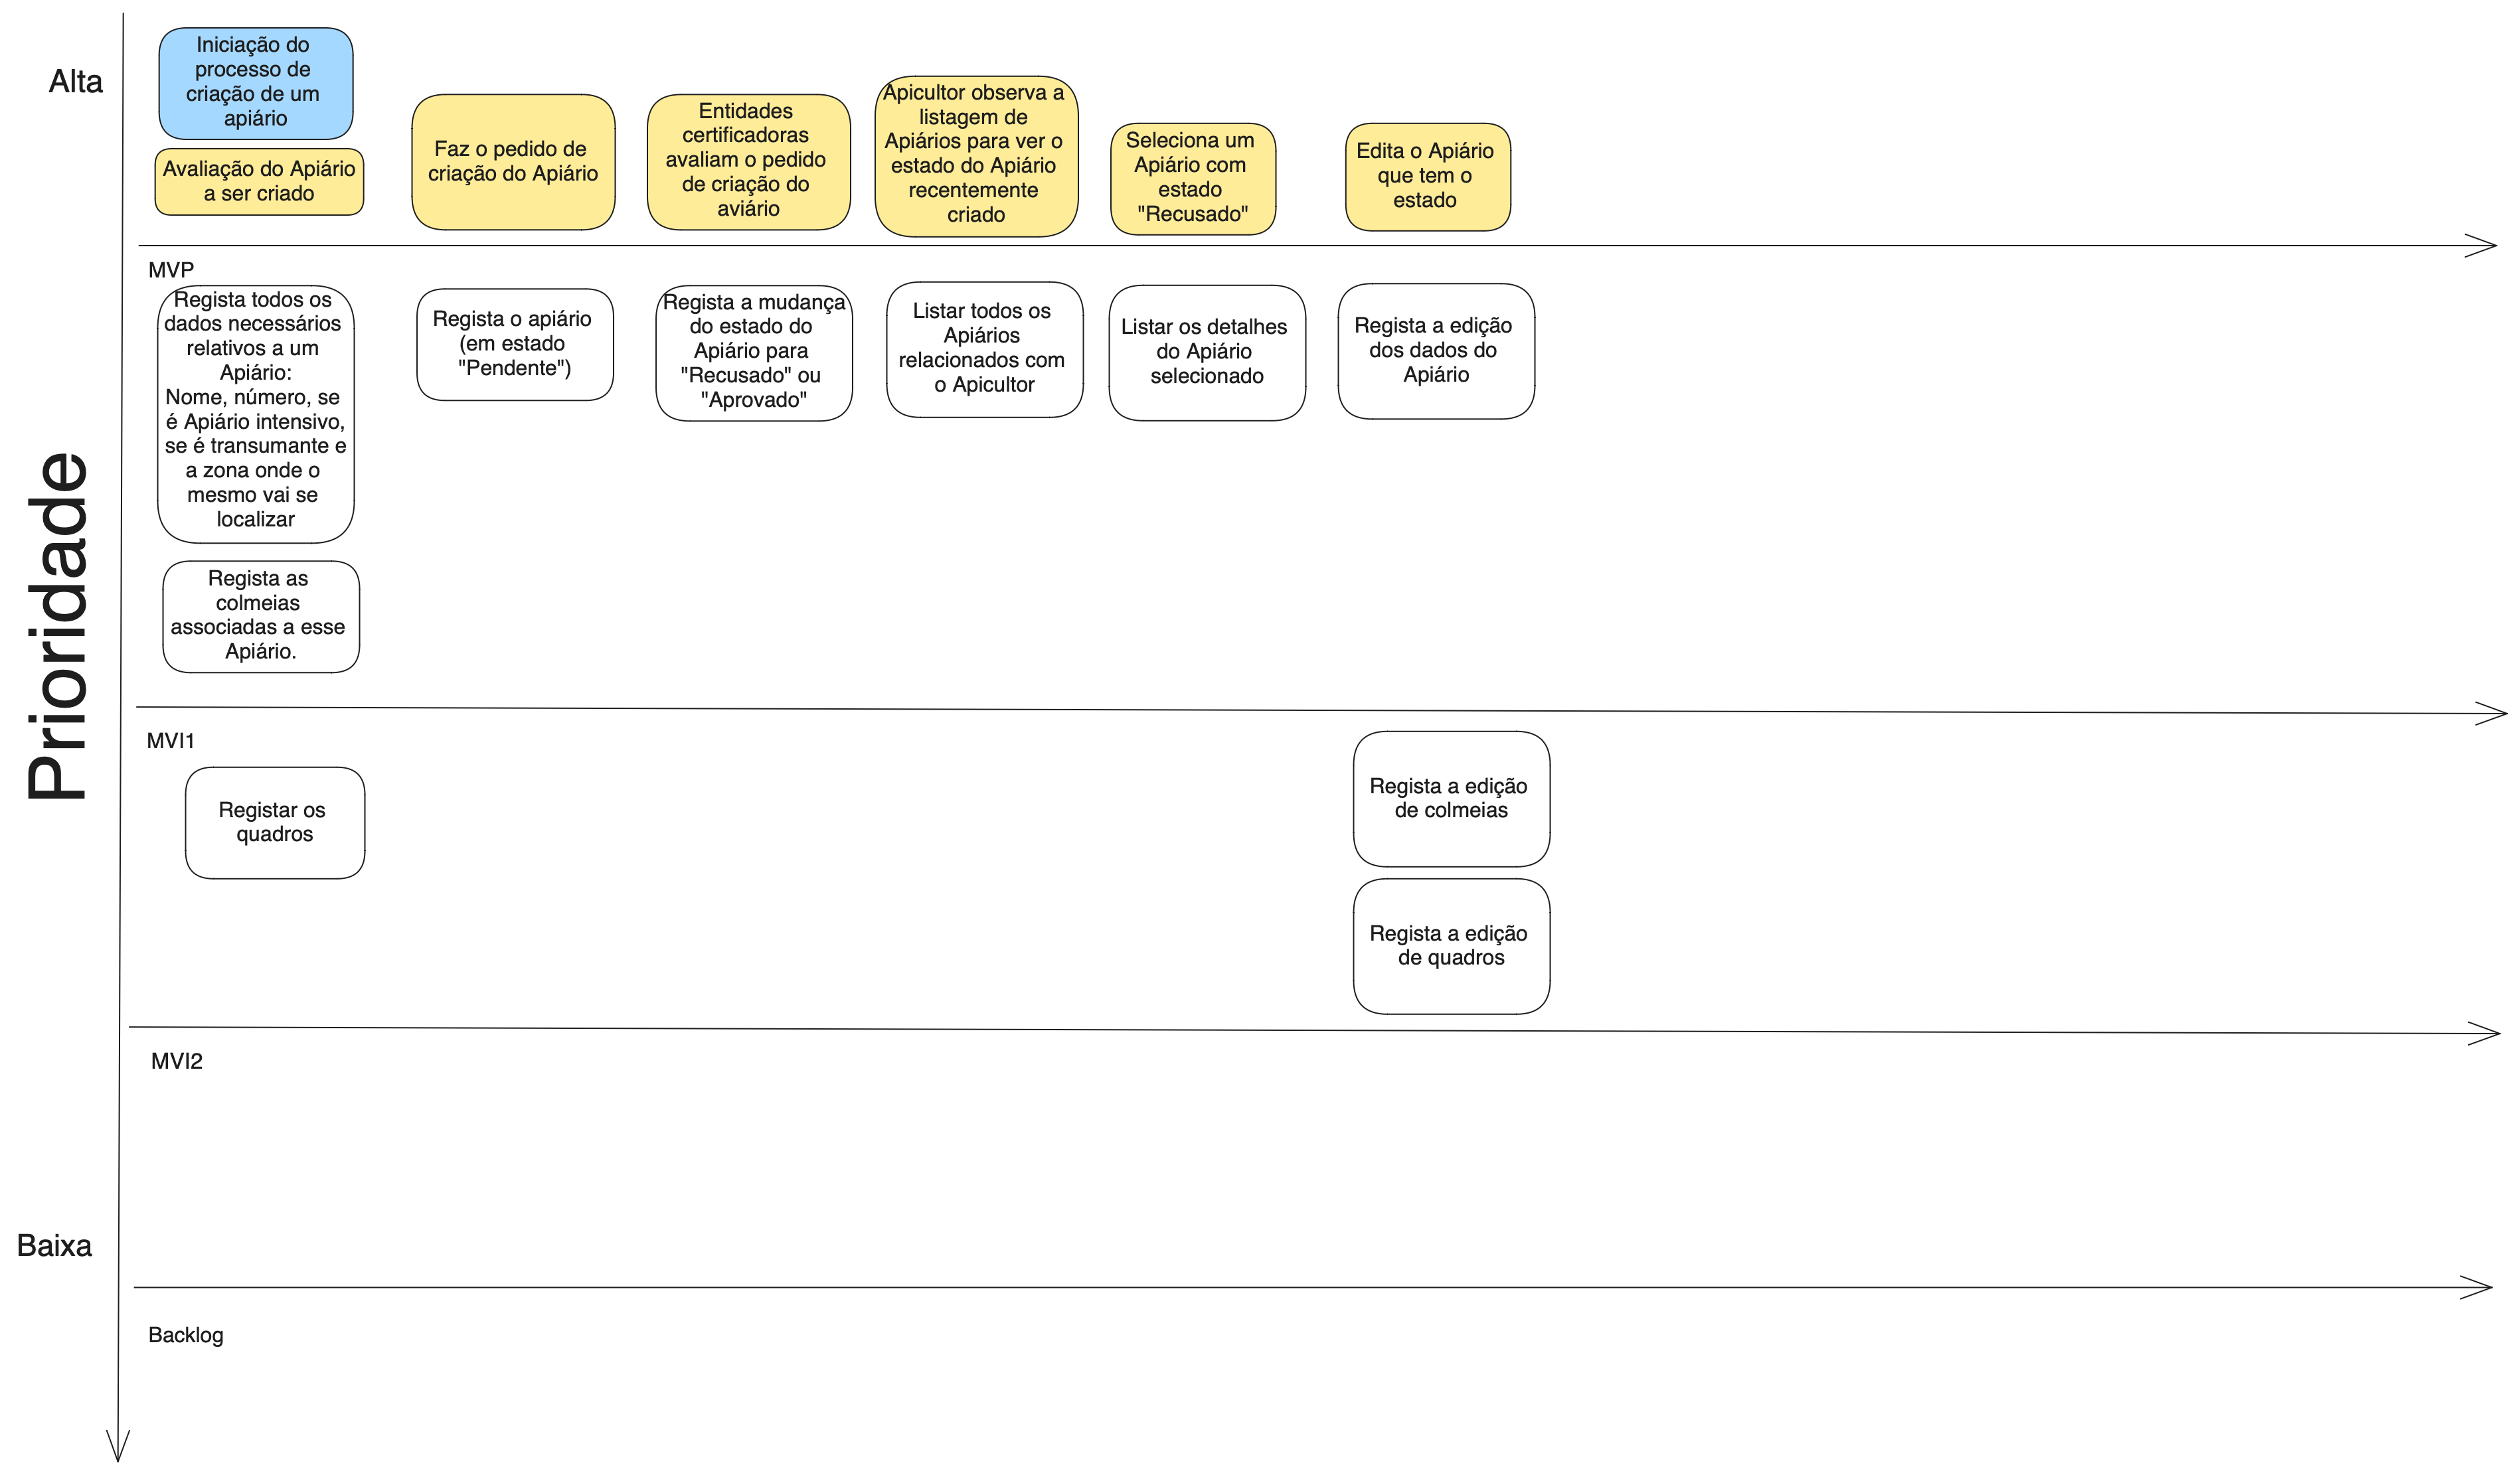 Prioridade
Alta
Baixa
Iniciação do
processo de
criação de um
apiário
Avaliação do Apiário
a ser criado
Faz o pedido de
criação do Apiário
Entidades
certificadoras
avaliam o pedido
de criação do
aviário
Apicultor observa a
listagem de
Apiários para ver o
estado do Apiário
recentemente
criado
Seleciona um
Apiário com
estado
"Recusado"
Edita o Apiário
que tem o
estado
MVP
Regista todos os
dados necessários
relativos a um
Apiário:
Nome, número, se
é Apiário intensivo,
se é transumante e
a zona onde o
mesmo vai se
localizar
Regista as
colmeias
associadas a esse
Apiário.
Regista o apiário
(em estado
"Pendente")
Regista a mudança
do estado do
Apiário para
"Recusado" ou
"Aprovado"
Listar todos os
Apiários
relacionados com
o Apicultor
Listar os detalhes
do Apiário
selecionado
Regista a edição
dos dados do
Apiário
MVI1
Registar os
quadros
Regista a edição
de colmeias
Regista a edição
de quadros
MVI2
Backlog